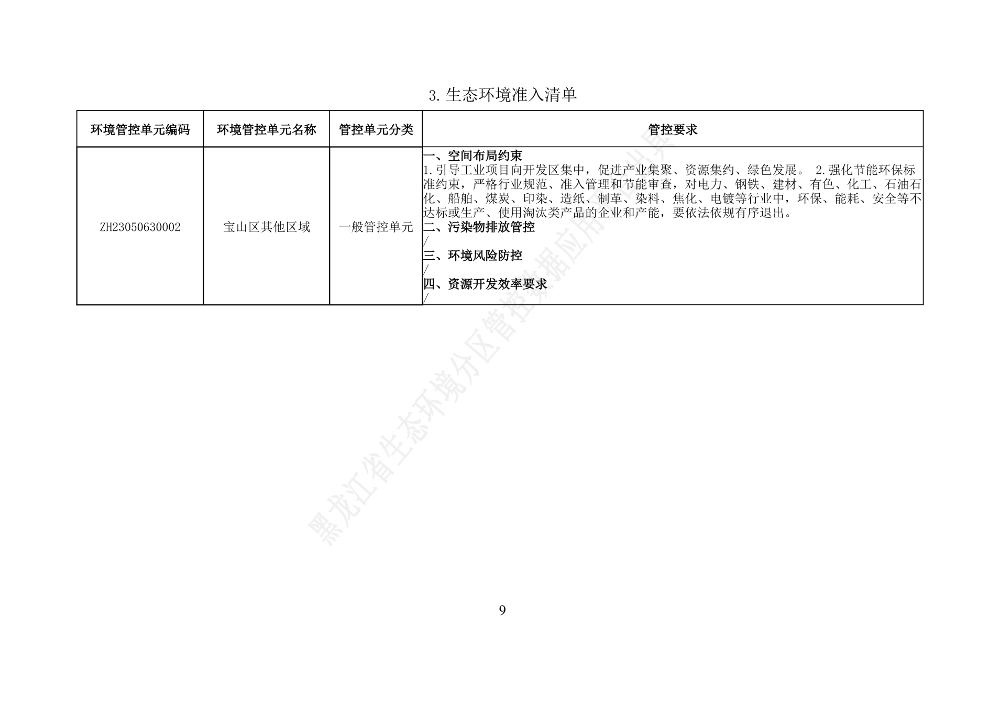 3. 生态环境准入清单
环境管控单元编码 环境管控单元名称 管控单元分类 管控要求
ZH23050630002
宝山区其他区域
一般管控单元
一、空间布局约束
1.引导工业项目向开发区集中，促进产业集聚、资源集约、绿色发展。 2.强化节能环保标
准约束，严格行业规范、准入管理和节能审查，对电力、钢铁、建材、有色、化工、石油石
化、船舶、煤炭、印染、造纸、制革、染料、焦化、电镀等行业中，环保、能耗、安全等不
达标或生产、使用淘汰类产品的企业和产能，要依法依规有序退出。
二、污染物排放管控
/
三、环境风险防控
/
四、资源开发效率要求
/
黑龙江省生态环境分区管控数据应用平台出具
9